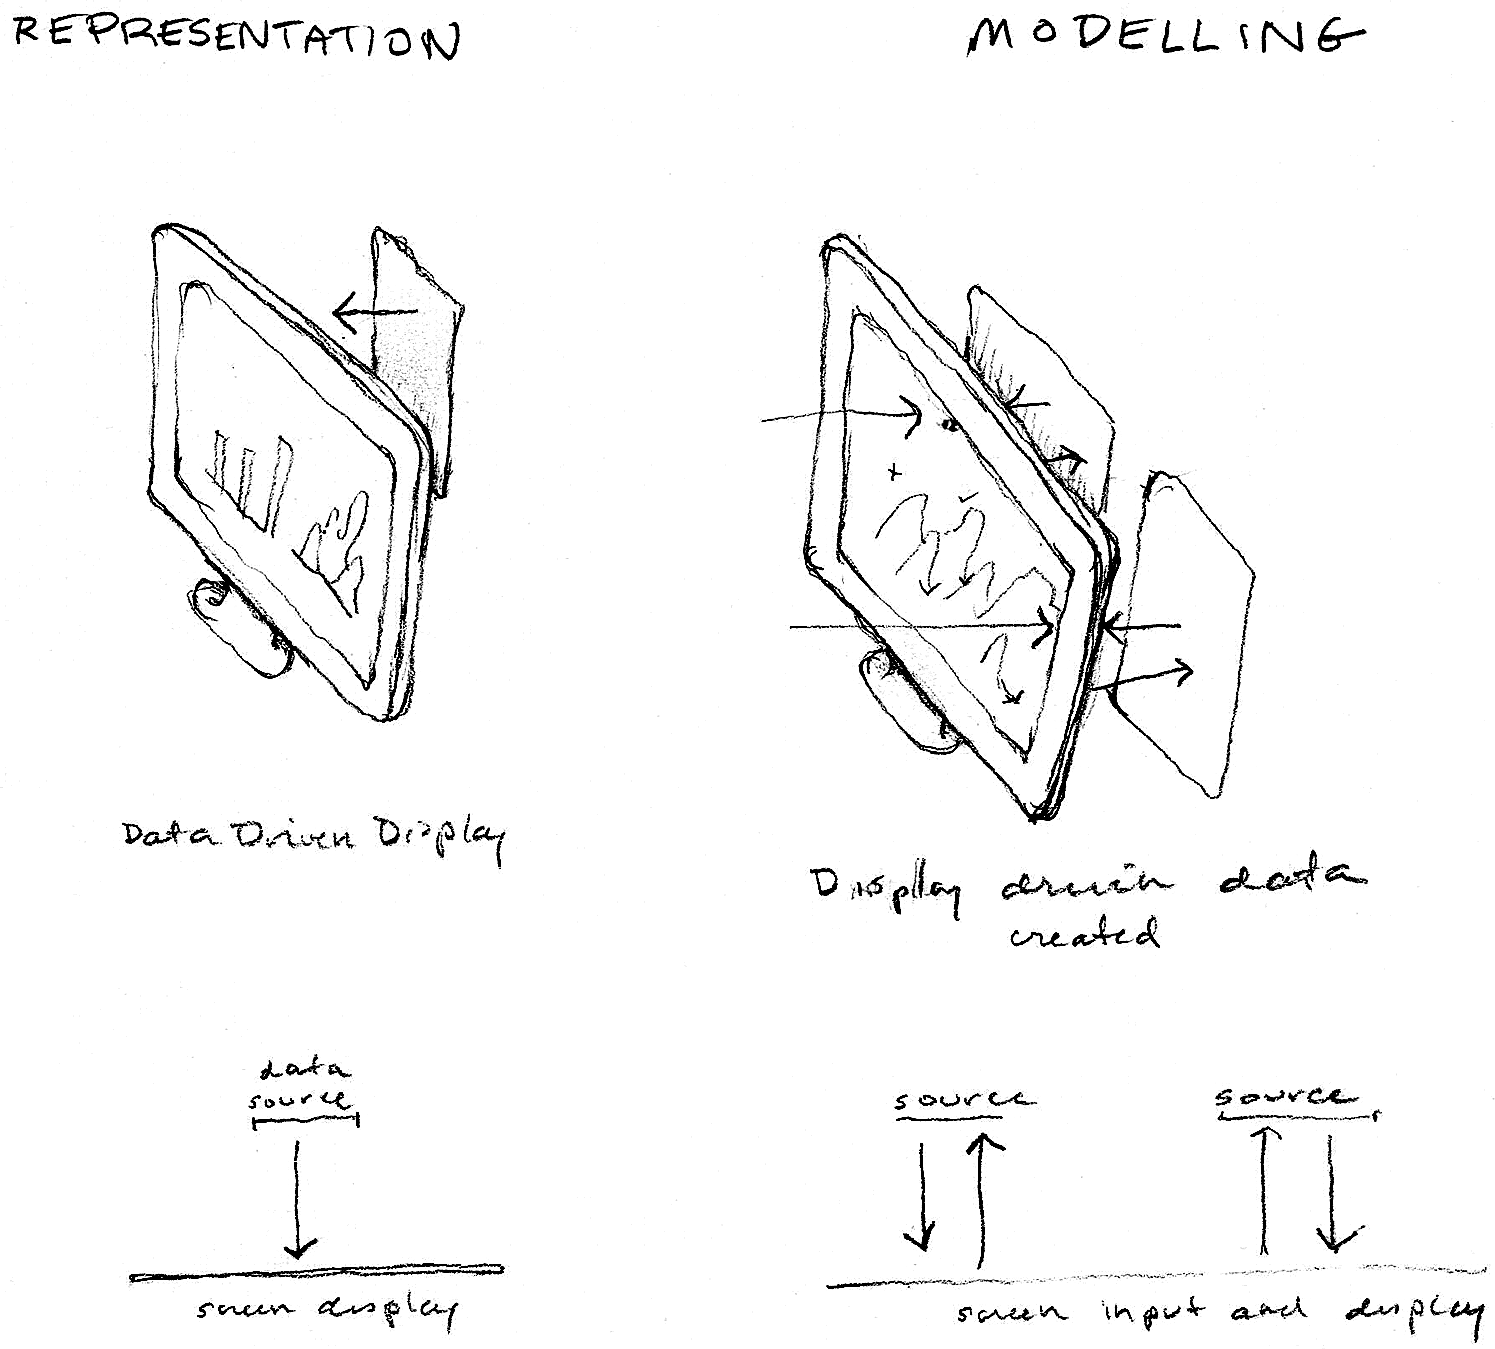 REPRESENTATION
MODELLING
Data Driven Display
Display driven data
created
data
source
screen display
source
source
screen input and display